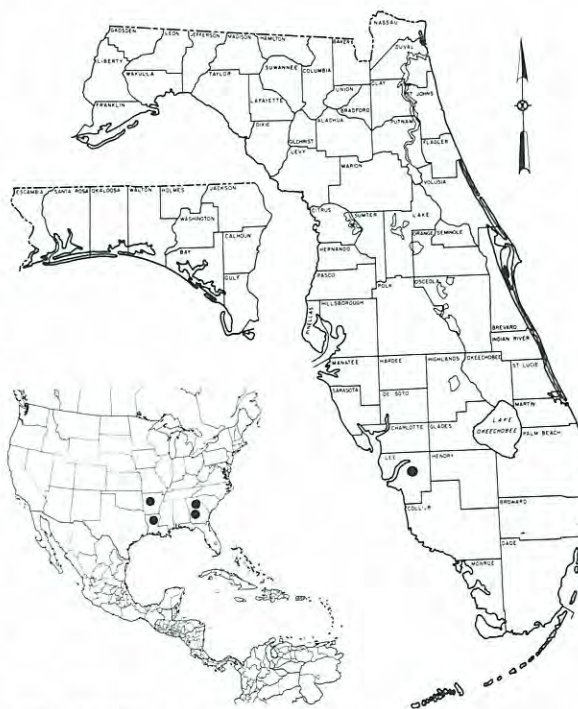 NASSAU
GADSDEN
LEON
JEFFERSON
MADISON
HAMILTON
BAKER
DUVAL
LIBERTY
WAKULLA
TAYLOR
SUWANNEE
COLUMBIA
UNION
CLAY
ST JOHNS
FRANKLIN
LAFAYETTE
BRADFORD
DIXIE
GILCHRIST
ALACHUA
PUTNAM
FLAGLER
LEVY
MARION
VOLUSIA
ESCAMBIA
SANTA ROSA
OKALOOSA
WALTON
HOLMES
JACKSON
WASHINGTON
BAY
CALHOUN
GULF
CITRUS
SUMTER
LAKE
ORANGE
SEMINOLE
HERNANDO
PASCO
POLK
OSCEOLA
HILLSBOROUGH
PINELLAS
BREVARD
INDIAN RIVER
MANATEE
HARDEE
HIGHLANDS
OKEECHOBEE
ST LUCIE
SARASOTA
DE SOTO
MARTIN
CHARLOTTE
GLADES
LAKE
OKEECHOBEE
PALM BEACH
LEE
HENDRY
COLLIER
BROWARD
DADE
MONROE